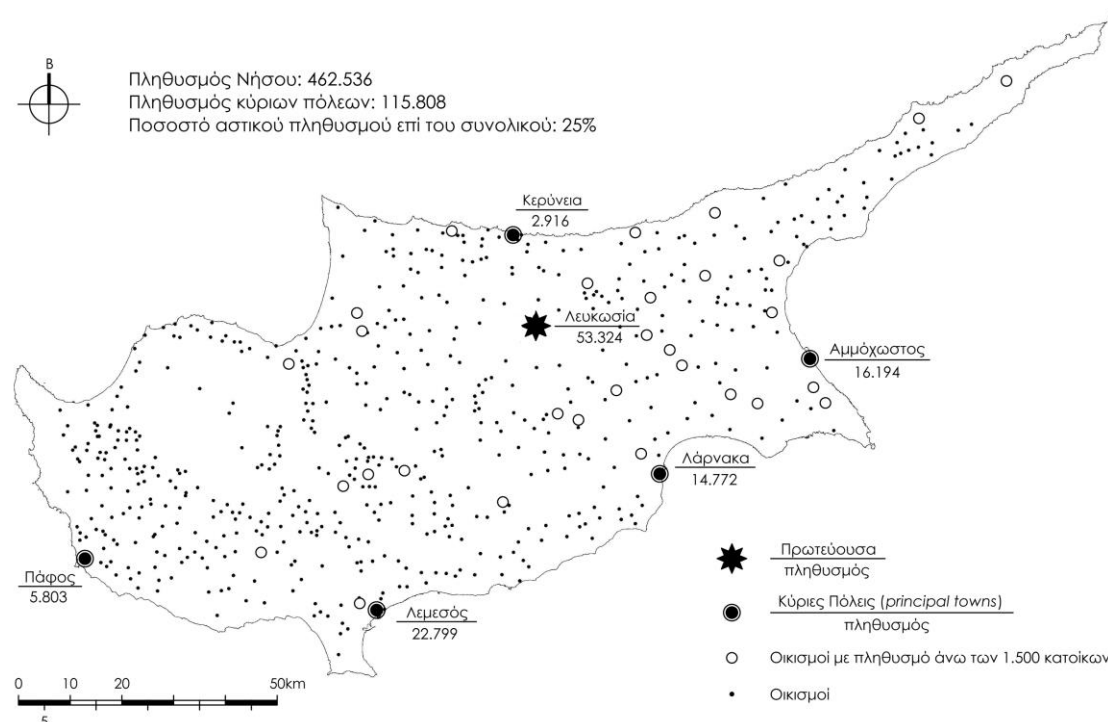 Β
Πληθυσμός Νήσου: 462.536
Πληθυσμός κύριων πόλεων: 115.808
Ποσοστό αστικού πληθυσμού επί του συνολικού: 25%
Κερύνεια
2.916
Λευκωσία
53.324
Αμμόχωστος
16.194
Λάρνακα
14.772
Πάφος
5.803
Λεμεσός
22.799
Πρωτεύουσα
πληθυσμός
Κύριες Πόλεις (principal towns)
πληθυσμός
Οικισμοί με πληθυσμό άνω των 1.500 κατοίκων
Οικισμοί
0 10 20 50km
5